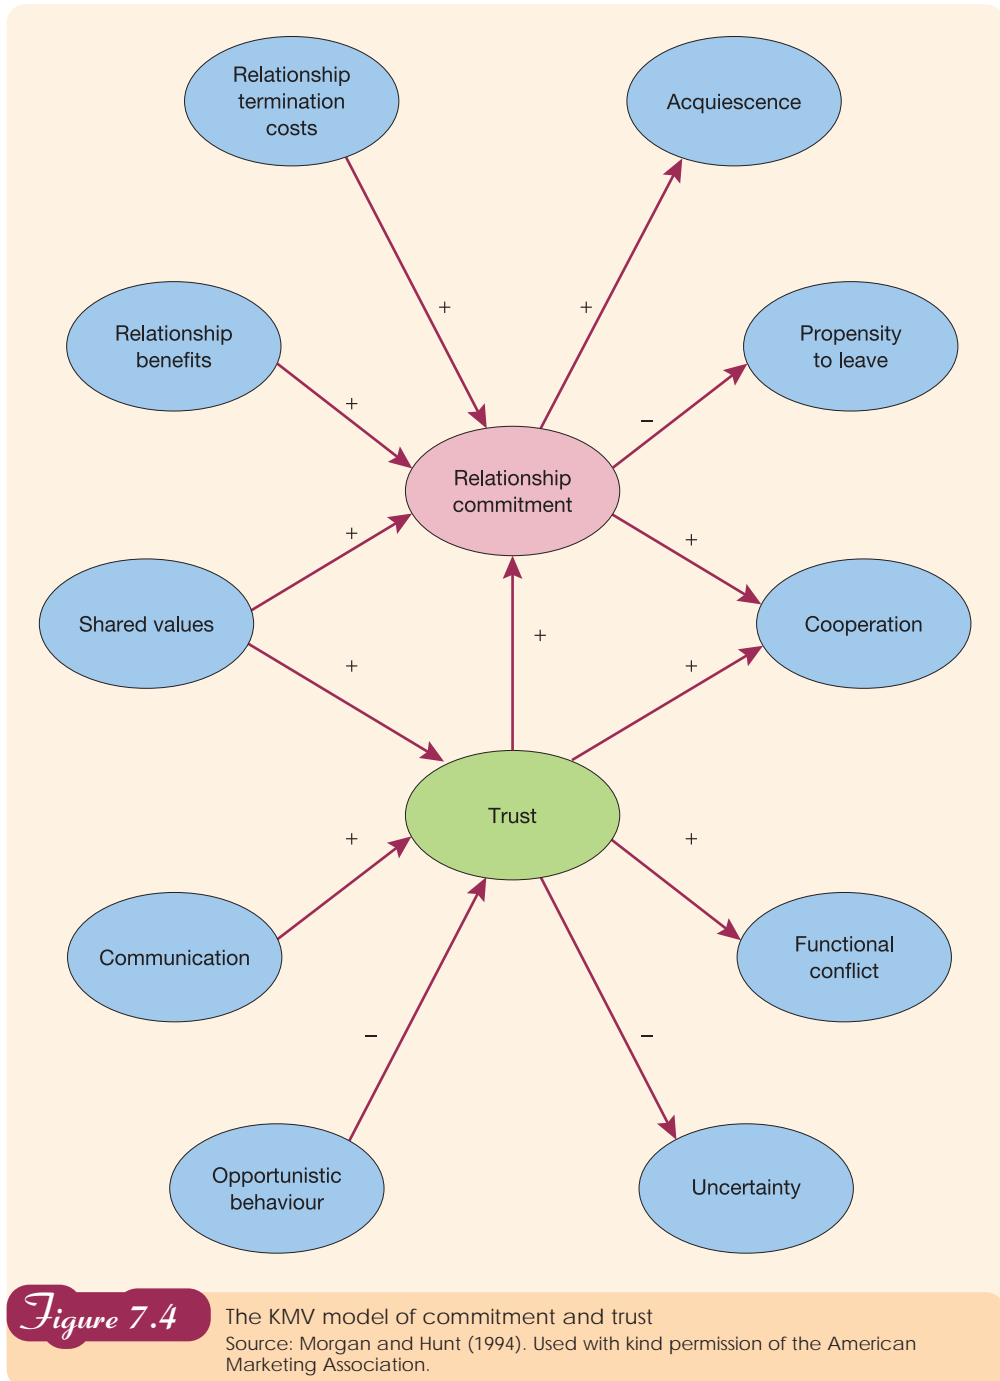 Relationship
termination
costs
Acquiescence
+
+
Relationship
benefits
Propensity
to leave
+
−
Relationship
commitment
+
+
Shared values
Cooperation
+
+
+
Trust
+
+
Communication
Functional
conflict
−
−
Opportunistic
behaviour
Uncertainty
Figure 7.4
The KMV model of commitment and trust
Source: Morgan and Hunt (1994). Used with kind permission of the American
Marketing Association.